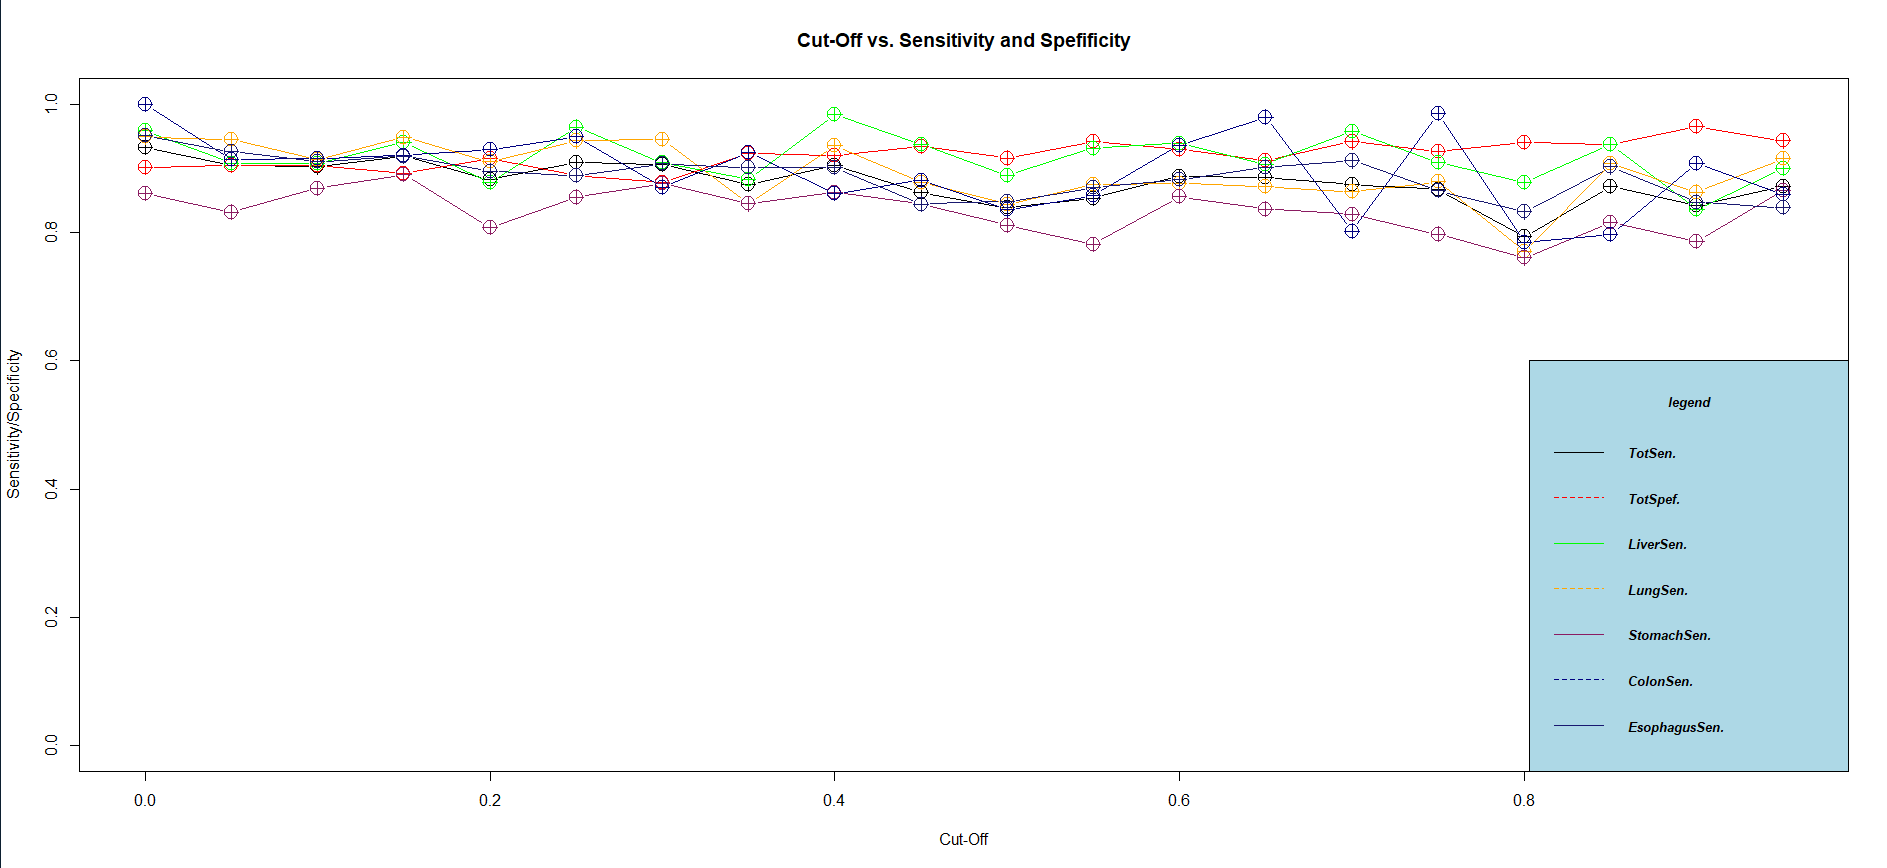 Cut-Off vs. Sensitivity and Spefificity
Sensitivity/Specificity
1.0
0.8
0.6
0.4
0.2
0.0
0.0 0.2 0.4 0.6 0.8
Cut-Off
legend
TotSen.
TotSpef.
LiverSen.
LungSen.
StomachSen.
ColonSen.
EsophagusSen.